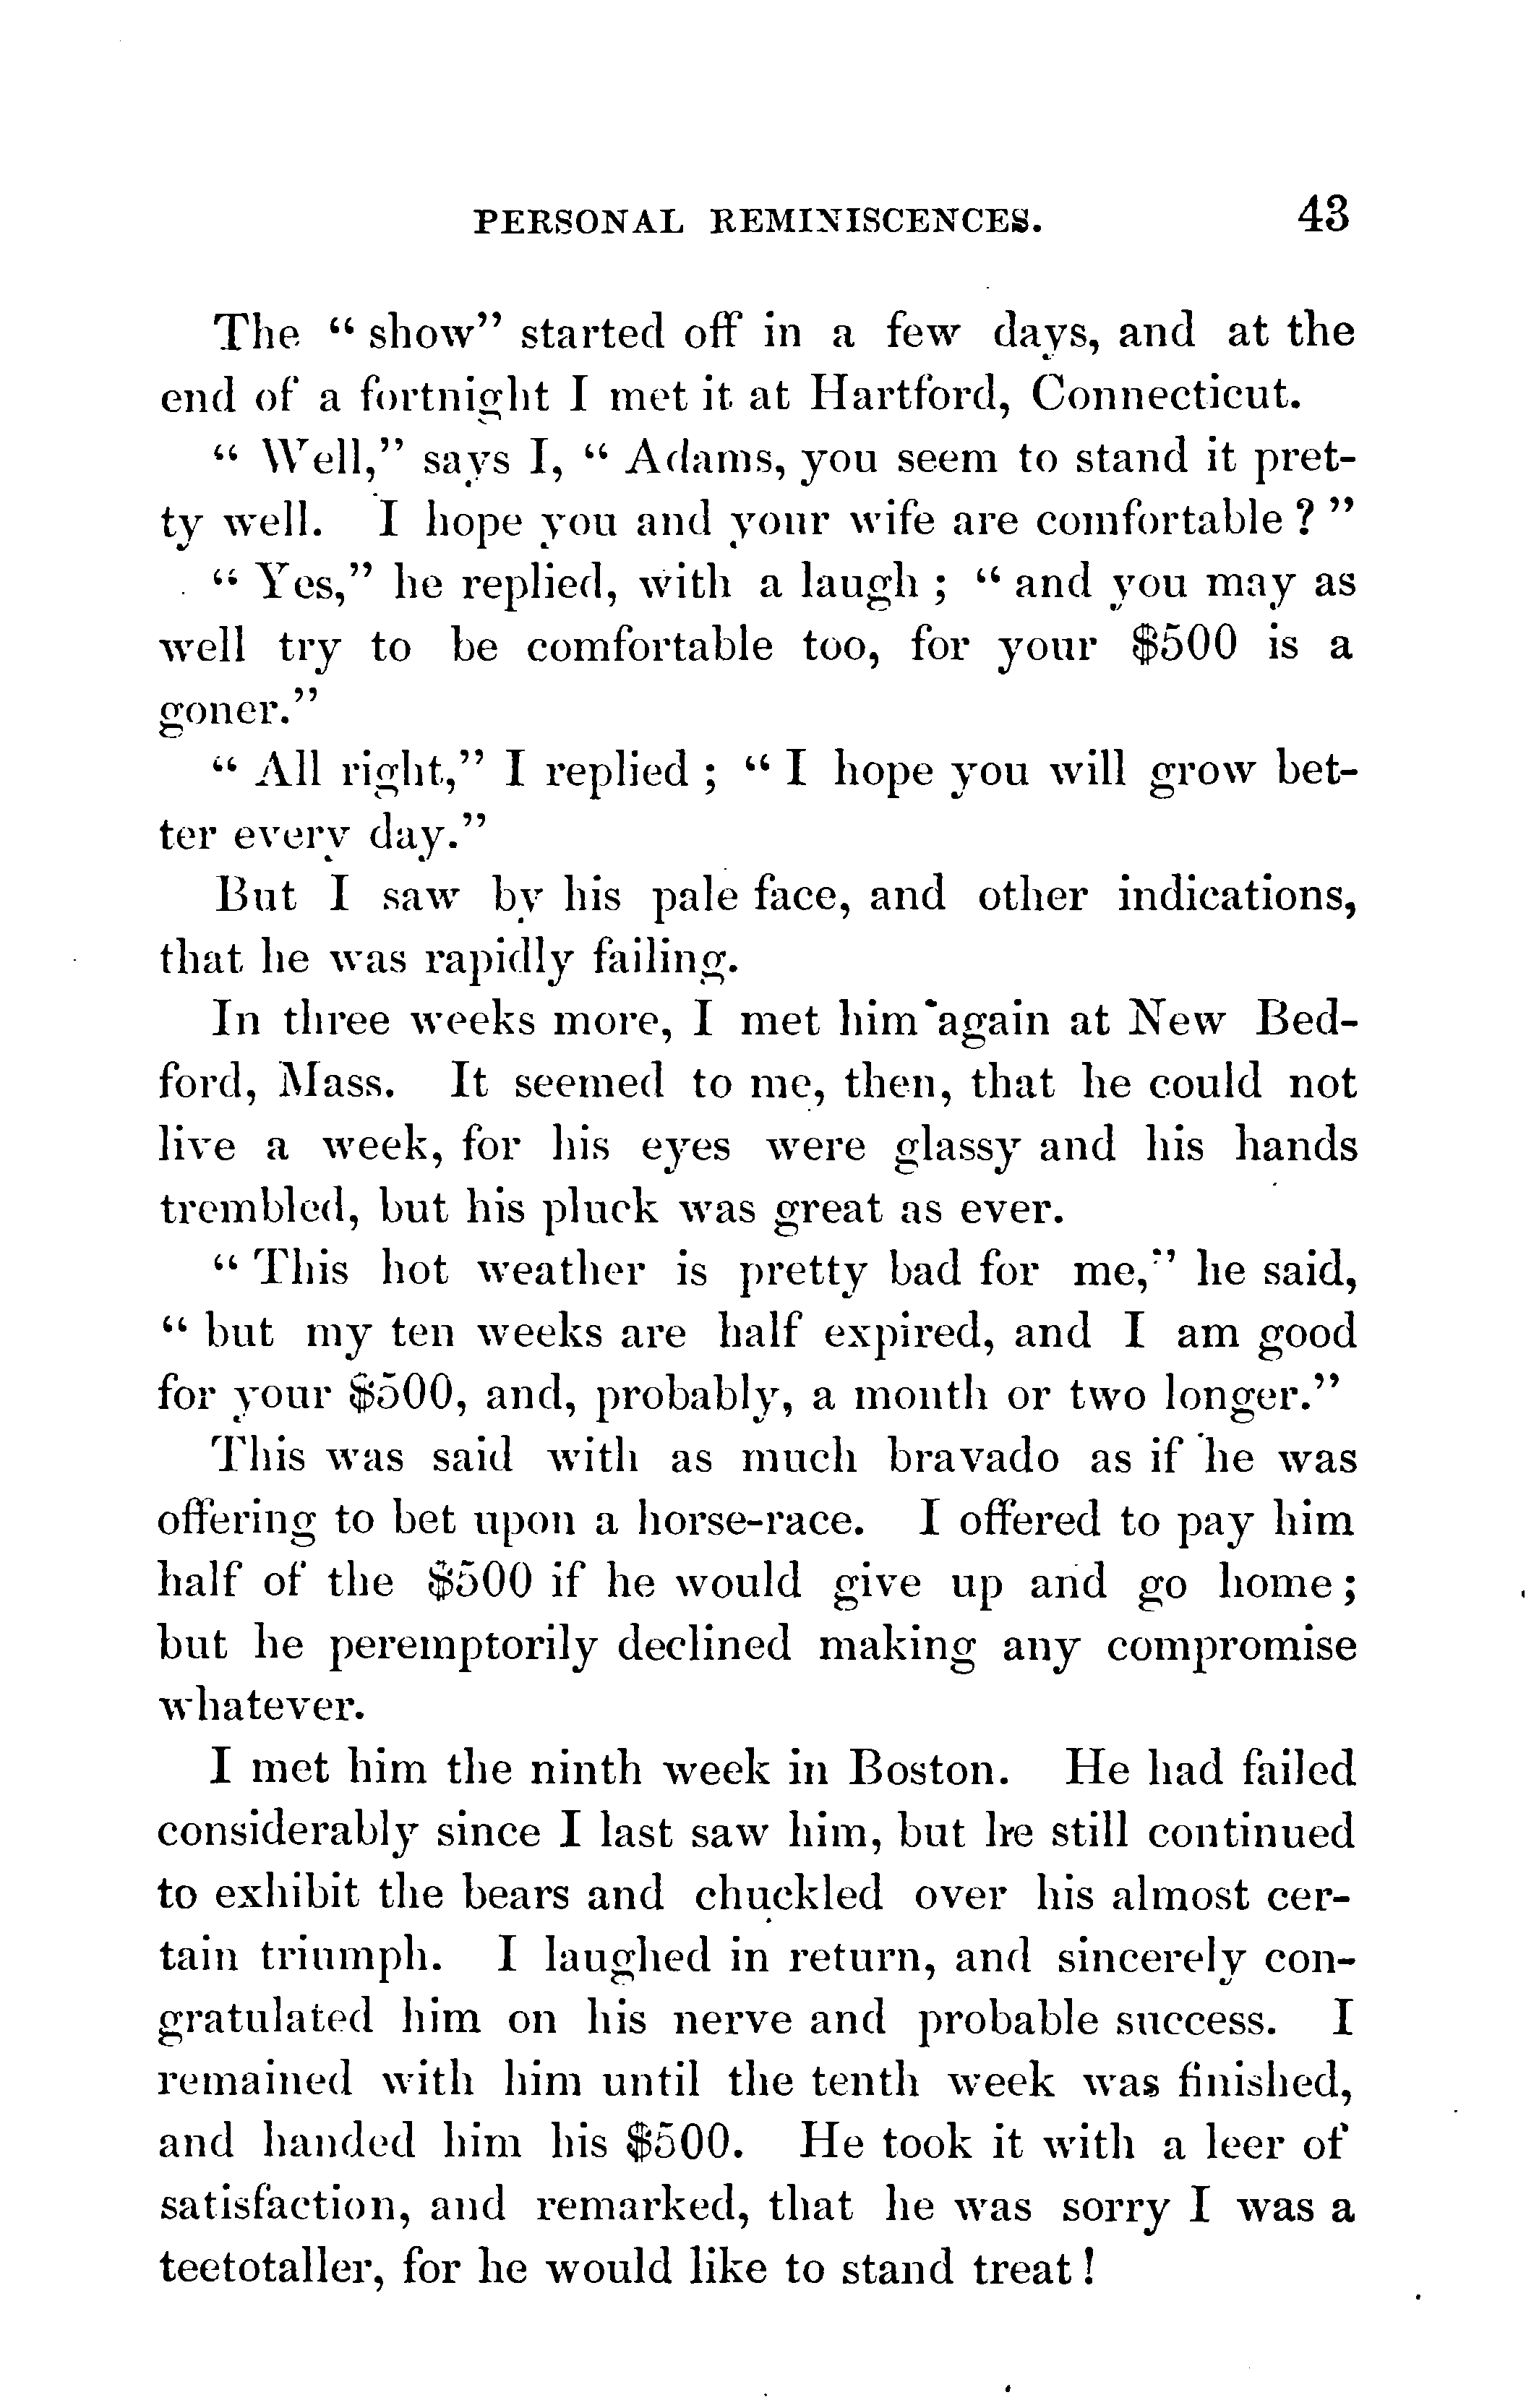 PERSONAL REMINISCENCES. 43
The “ show” started off in a few days, and at the
end of a fortnight I met it at Hartford, Connecticut.
“ Well,” says I, “ Adams, you seem to stand it pret-
ty well. I hope you and your wife are comfortable ? ”
“ Yes,” he replied, with a laugh ; “ and you may as
well try to be comfortable too, for your $500 is a
goner.”
“ All right,” I replied ; “ I hope you will grow bet-
ter every day.”
But I saw by his pale face, and other indications,
that he was rapidly failing.
In three weeks more, I met him again at New Bed-
ford, Mass. It seemed to me, then, that he could not
live a week, for his eyes were glassy and his hands
trembled, but his pluck was great as ever.
“ This hot weather is pretty bad for me,” he said,
“ but my ten weeks are half expired, and I am good
for your $500, and, probably, a month or two longer.”
This was said with as much bravado as if he was
offering to bet upon a horse-race. I offered to pay him
half of the $500 if he would give up and go home ;
but he peremptorily declined making any compromise
whatever.
I met him the ninth week in Boston. He had failed
considerably since I last saw him, but he still continued
to exhibit the bears and chuckled over his almost cer-
tain triumph. I laughed in return, and sincerely con-
gratulated him on his nerve and probable success. I
remained with him until the tenth week was finished,
and handed him his $500. He took it with a leer of
satisfaction, and remarked, that he was sorry I was a
teetotaller, for he would like to stand treat !